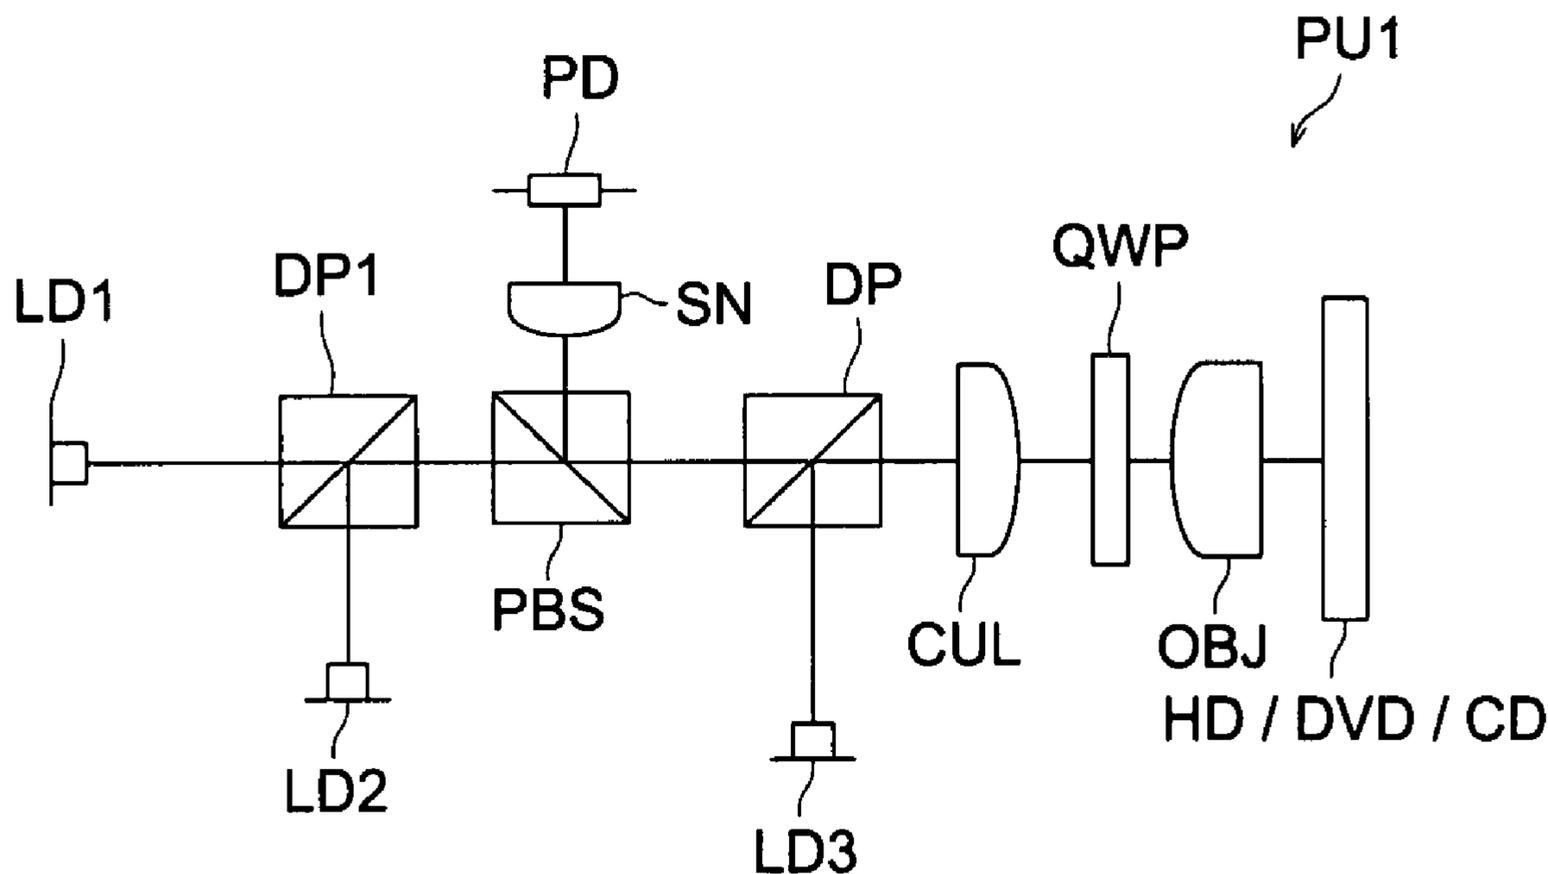 PU1
PD
QWP
DP1
DP
LD1
SN
PBS
CUL
OBJ
HD / DVD / CD
LD2
LD3